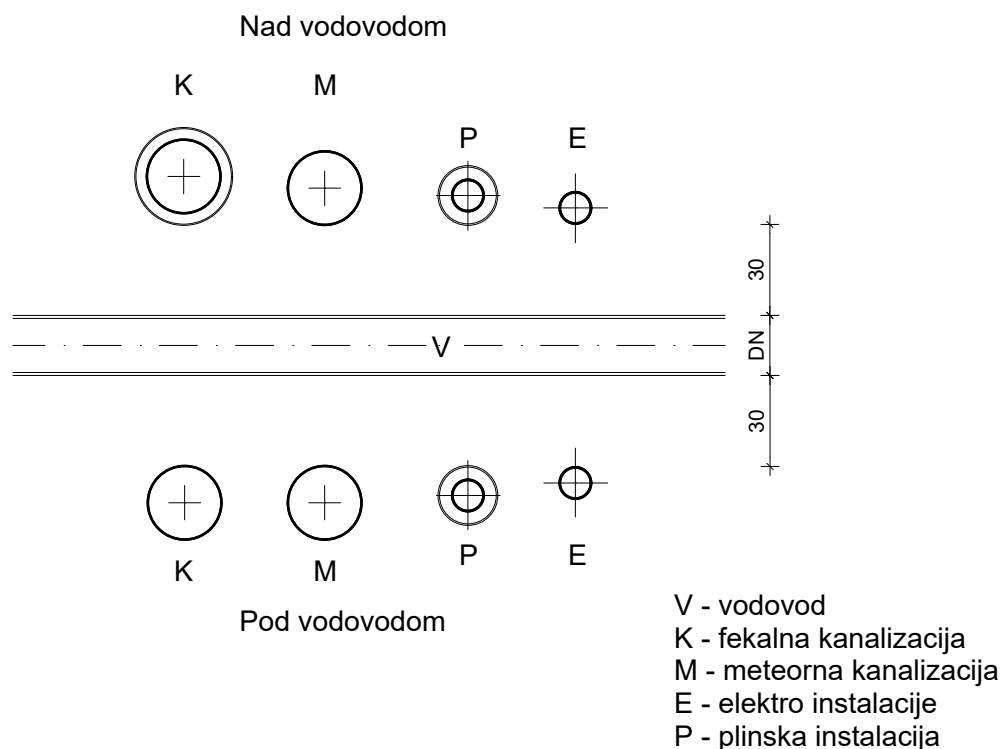 Nad vodovodom
K M
P E
30
V
DN
30
K M P E
Pod vodovodom
V - vodovod
K - fekalna kanalizacija
M - meteorna kanalizacija
E - elektro instalacije
P - plinska instalacija